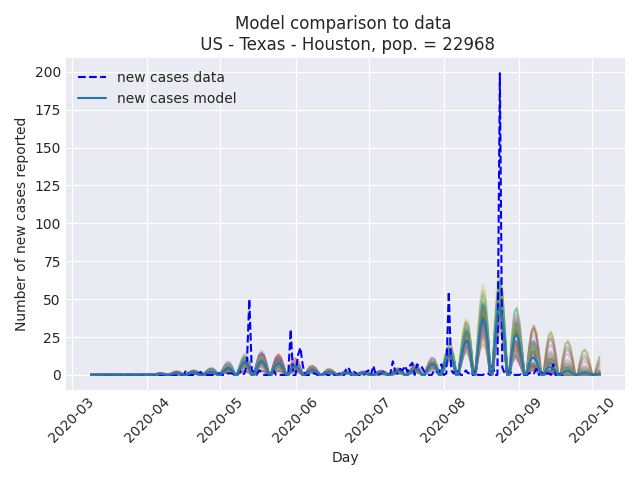 Model comparison to data
US - Texas - Houston, pop. = 22968
new cases data
new cases model
Number of new cases reported
200
175
150
125
100
75
50
25
0
2020-03
2020-04
2020-05
2020-06
2020-07
2020-08
2020-09
2020-10
Day